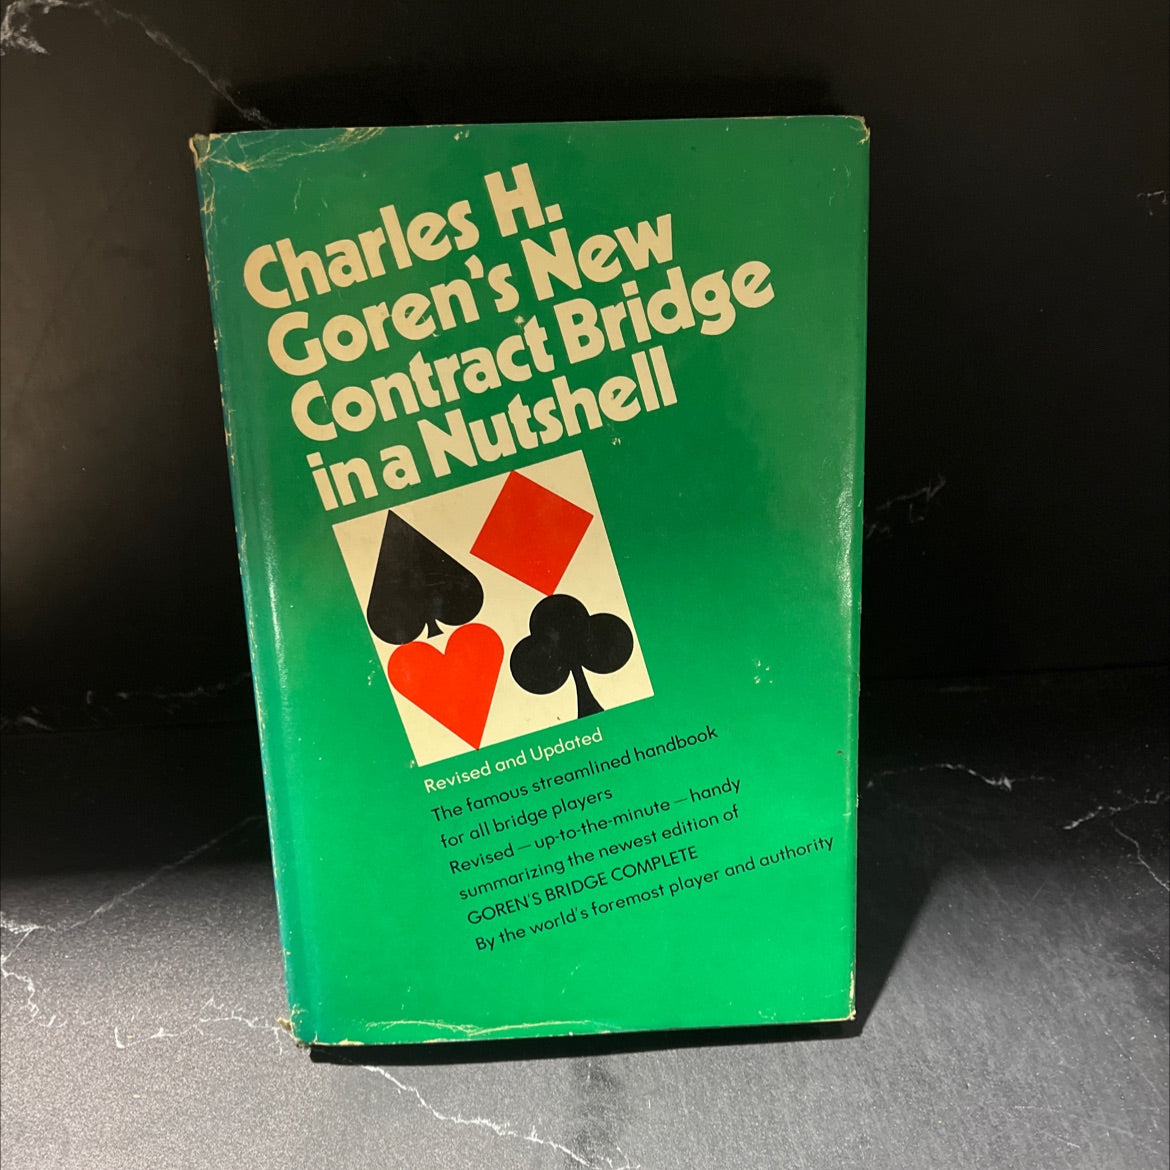 Charles H.
Goren's New
Contract Bridge
in a Nutshell
Revised and Updated
The famous streamlined handbook
for all bridge players
Revised — up-to-the-minute — handy
summarizing the newest edition of
GOREN'S BRIDGE COMPLETE
By the world's foremost player and authority